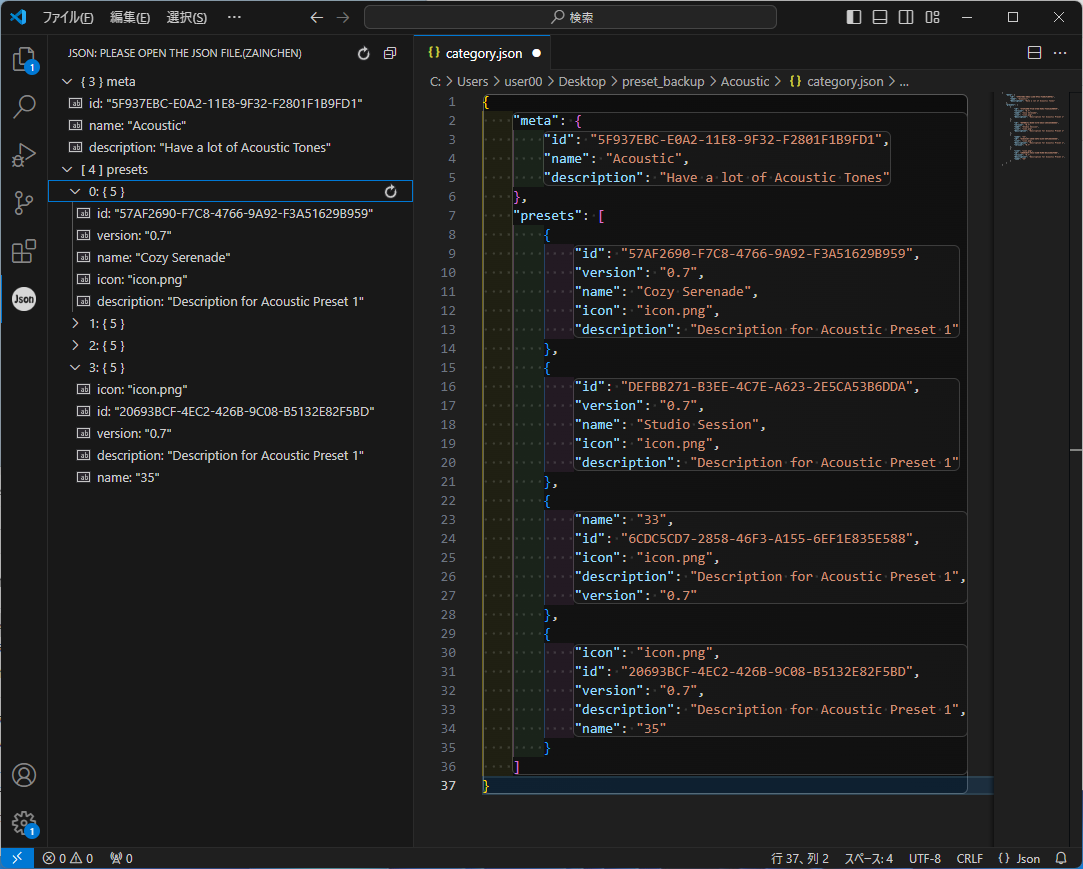 ファイル(F) 編集(E) 選択(S) ··· 検索
JSON: PLEASE OPEN THE JSON FILE.(ZAINCHEN)
{ 3 } meta
id: "5F937EBC-E0A2-11E8-9F32-F2801F1B9FD1"
name: "Acoustic"
description: "Have a lot of Acoustic Tones"
[ 4 ] presets
0: { 5 }
id: "57AF2690-F7C8-4766-9A92-F3A51629B959"
version: "0.7"
name: "Cozy Serenade"
icon: "icon.png"
description: "Description for Acoustic Preset 1"
1: { 5 }
2: { 5 }
3: { 5 }
icon: "icon.png"
id: "20693BCF-4EC2-426B-9C08-B5132E82F5BD"
version: "0.7"
description: "Description for Acoustic Preset 1"
name: "35"
1
Json
1
{} category.json
C: > Users > user00 > Desktop > preset_backup > Acoustic > {} category.json > ...
1 {
2 "meta": {
3 "id": "5F937EBC-E0A2-11E8-9F32-F2801F1B9FD1",
4 "name": "Acoustic",
5 "description": "Have a lot of Acoustic Tones"
6 },
7 "presets": [
8 {
9 "id": "57AF2690-F7C8-4766-9A92-F3A51629B959",
10 "version": "0.7",
11 "name": "Cozy Serenade",
12 "icon": "icon.png",
13 "description": "Description for Acoustic Preset 1"
14 },
15 {
16 "id": "DEFBB271-B3EE-4C7E-A623-2E5CA53B6DDA",
17 "version": "0.7",
18 "name": "Studio Session",
19 "icon": "icon.png",
20 "description": "Description for Acoustic Preset 1"
21 },
22 {
23 "name": "33",
24 "id": "6CDC5CD7-2858-46F3-A155-6EF1E835E588",
25 "icon": "icon.png",
26 "description": "Description for Acoustic Preset 1",
27 "version": "0.7"
28 },
29 {
30 "icon": "icon.png",
31 "id": "20693BCF-4EC2-426B-9C08-B5132E82F5BD",
32 "version": "0.7",
33 "description": "Description for Acoustic Preset 1",
34 "name": "35"
35 }
36 ]
37 }
0 0 0 行 37、列 2 スペース: 4 UTF-8 CRLF {} Json